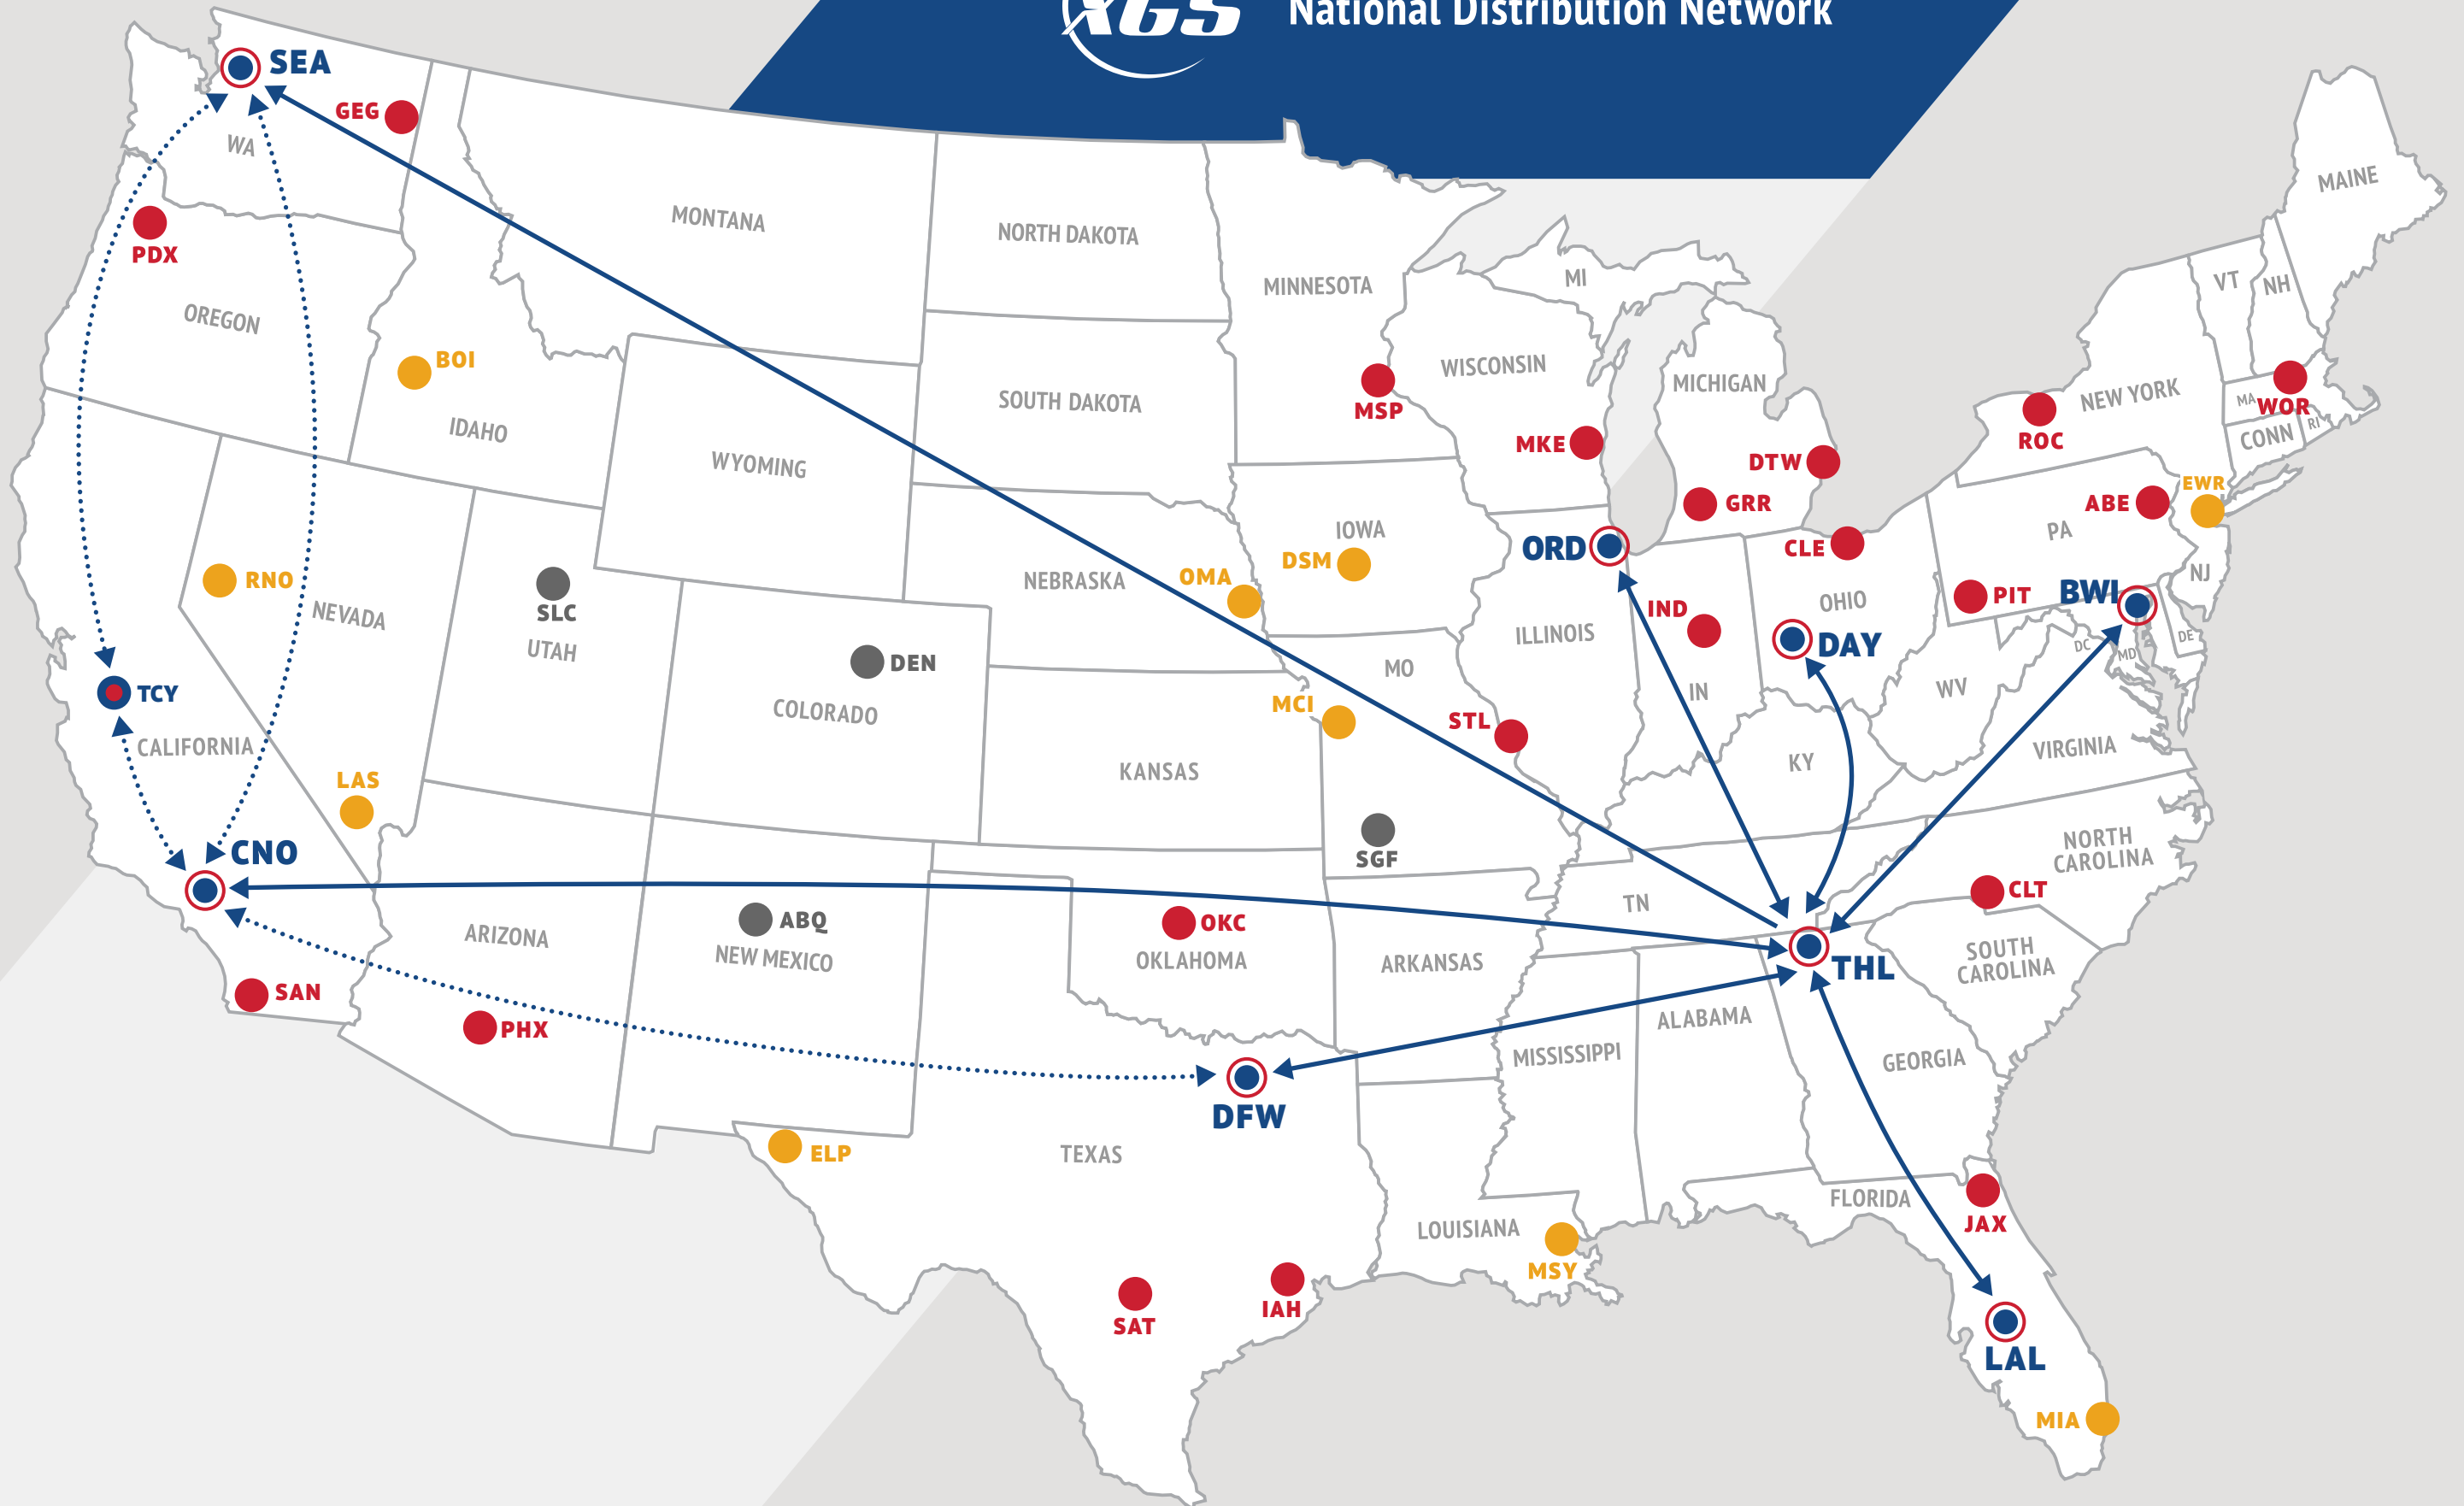 XGS
National Distribution Network
SEA
GEG
WA
PDX
OREGON
BOI
IDAHO
MONTANA
NORTH DAKOTA
SOUTH DAKOTA
WYOMING
MINNESOTA
MSP
WISCONSIN
MKE
MI
MICHIGAN
DTW
GRR
MAINE
VT
NH
NEW YORK
ROC
MA
WOR
CONN
RI
EWR
ABE
PA
NJ
PIT
BWI
DE
DC
MD
CLE
OHIO
DAY
ORD
IND
IN
ILLINOIS
IOWA
DSM
OMA
NEBRASKA
RNO
NEVADA
SLC
UTAH
DEN
COLORADO
TCY
CALIFORNIA
LAS
CNO
SAN
ARIZONA
PHX
ABQ
NEW MEXICO
KANSAS
MCI
MO
STL
SGF
KY
WV
VIRGINIA
NORTH
CAROLINA
CLT
SOUTH
CAROLINA
TN
THL
OKC
OKLAHOMA
ARKANSAS
MISSISSIPPI
ALABAMA
GEORGIA
DFW
TEXAS
ELP
SAT
IAH
LOUISIANA
MSY
FLORIDA
JAX
LAL
MIA